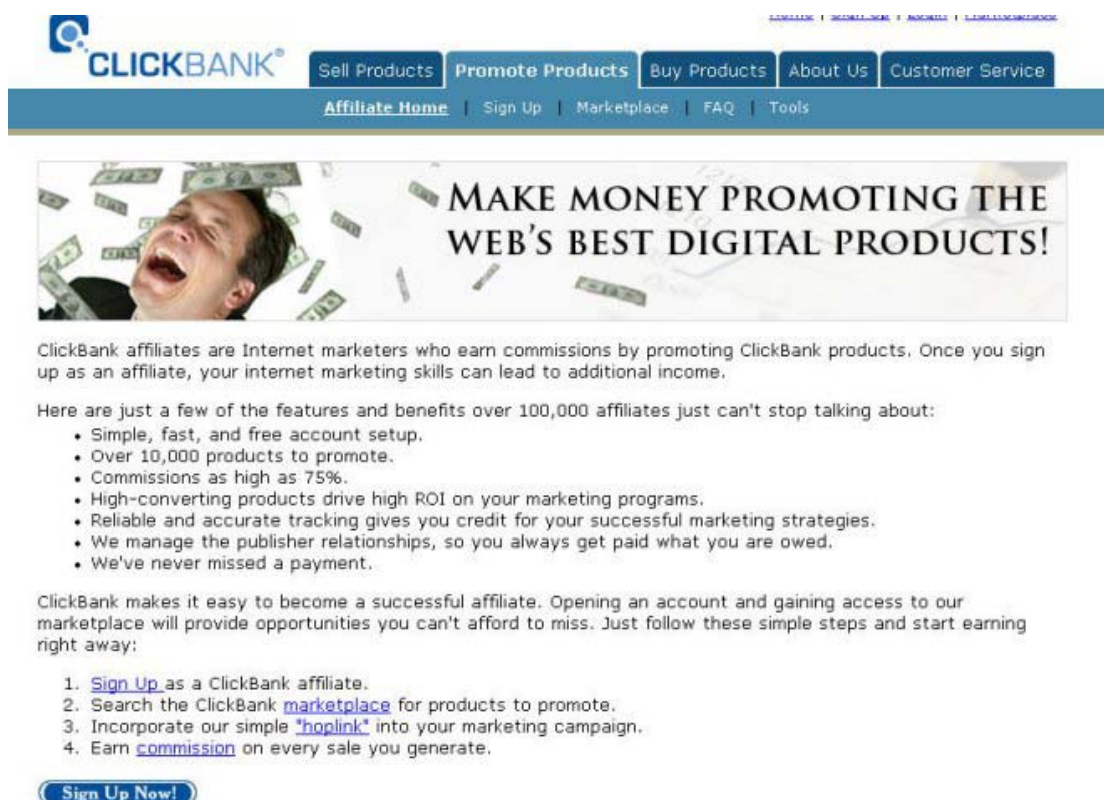 Home | Sign Up | Login | Marketplace
CLICKBANK®
Sell Products Promote Products Buy Products About Us Customer Service
Affiliate Home | Sign Up | Marketplace | FAQ | Tools
MAKE MONEY PROMOTING THE
WEB'S BEST DIGITAL PRODUCTS!
ClickBank affiliates are Internet marketers who earn commissions by promoting ClickBank products. Once you sign
up as an affiliate, your internet marketing skills can lead to additional income.
Here are just a few of the features and benefits over 100,000 affiliates just can't stop talking about:
• Simple, fast, and free account setup.
• Over 10,000 products to promote.
• Commissions as high as 75%.
• High-converting products drive high ROI on your marketing programs.
• Reliable and accurate tracking gives you credit for your successful marketing strategies.
• We manage the publisher relationships, so you always get paid what you are owed.
• We've never missed a payment.
ClickBank makes it easy to become a successful affiliate. Opening an account and gaining access to our
marketplace will provide opportunities you can't afford to miss. Just follow these simple steps and start earning
right away:
1. Sign Up as a ClickBank affiliate.
2. Search the ClickBank marketplace for products to promote.
3. Incorporate our simple "hoplink" into your marketing campaign.
4. Earn commission on every sale you generate.
Sign Up Now!